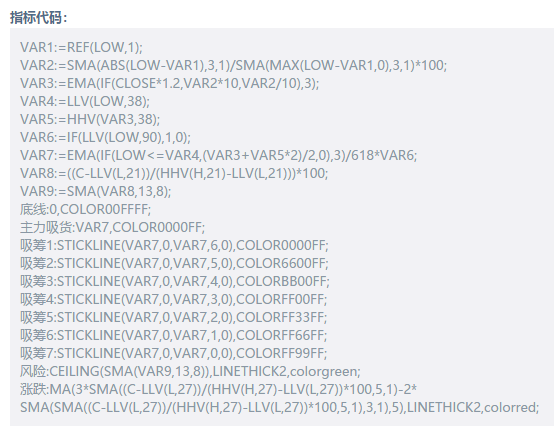 指标代码：
VAR1:=REF(LOW,1);
VAR2:=SMA(ABS(LOW-VAR1),3,1)/SMA(MAX(LOW-VAR1,0),3,1)*100;
VAR3:=EMA(IF(CLOSE*1.2,VAR2*10,VAR2/10),3);
VAR4:=LLV(LOW,38);
VAR5:=HHV(VAR3,38);
VAR6:=IF(LLV(LOW,90),1,0);
VAR7:=EMA(IF(LOW<=VAR4,(VAR3+VAR5*2)/2,0),3)/618*VAR6;
VAR8:=((C-LLV(L,21))/(HHV(H,21)-LLV(L,21)))*100;
VAR9:=SMA(VAR8,13,8);
底线:0,COLOR00FFFF;
主力吸货:VAR7,COLOR0000FF;
吸筹1:STICKLINE(VAR7,0,VAR7,6,0),COLOR0000FF;
吸筹2:STICKLINE(VAR7,0,VAR7,5,0),COLOR6600FF;
吸筹3:STICKLINE(VAR7,0,VAR7,4,0),COLORBB00FF;
吸筹4:STICKLINE(VAR7,0,VAR7,3,0),COLORFF00FF;
吸筹5:STICKLINE(VAR7,0,VAR7,2,0),COLORFF33FF;
吸筹6:STICKLINE(VAR7,0,VAR7,1,0),COLORFF66FF;
吸筹7:STICKLINE(VAR7,0,VAR7,0,0),COLORFF99FF;
风险:CEILING(SMA(VAR9,13,8)),LINETHICK2,colorgreen;
涨跌:MA(3*SMA((C-LLV(L,27))/(HHV(H,27)-LLV(L,27))*100,5,1)-2*
SMA(SMA((C-LLV(L,27))/(HHV(H,27)-LLV(L,27))*100,5,1),3,1),5),LINETHICK2,colorred;